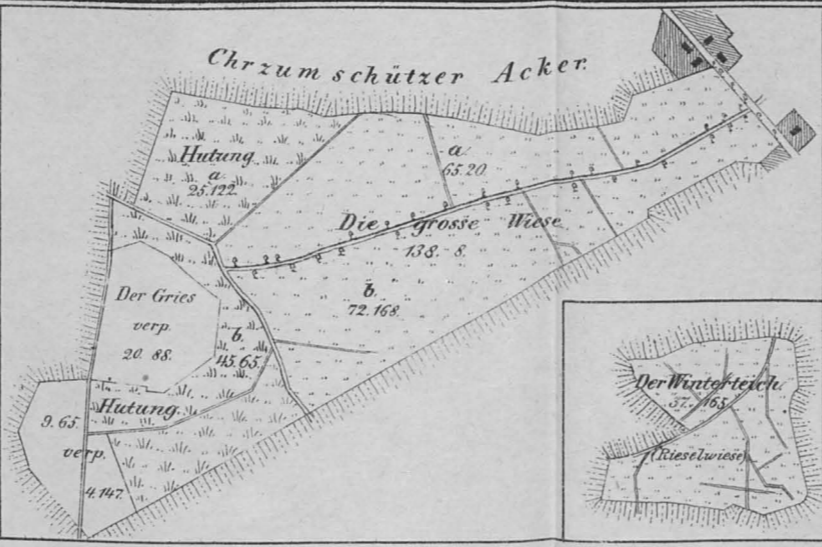 Chrzumschützer Acker.
Hutung
a
25.122.
a
65.20.
Die grosse Wiese
138. 8.
b.
72.168.
Der Gries
verp.
20. 88.
b.
45.65.
Hutung.
9.65.
verp.
4.147.
Der Winterteich.
37. 165.
(Rieselwiese)